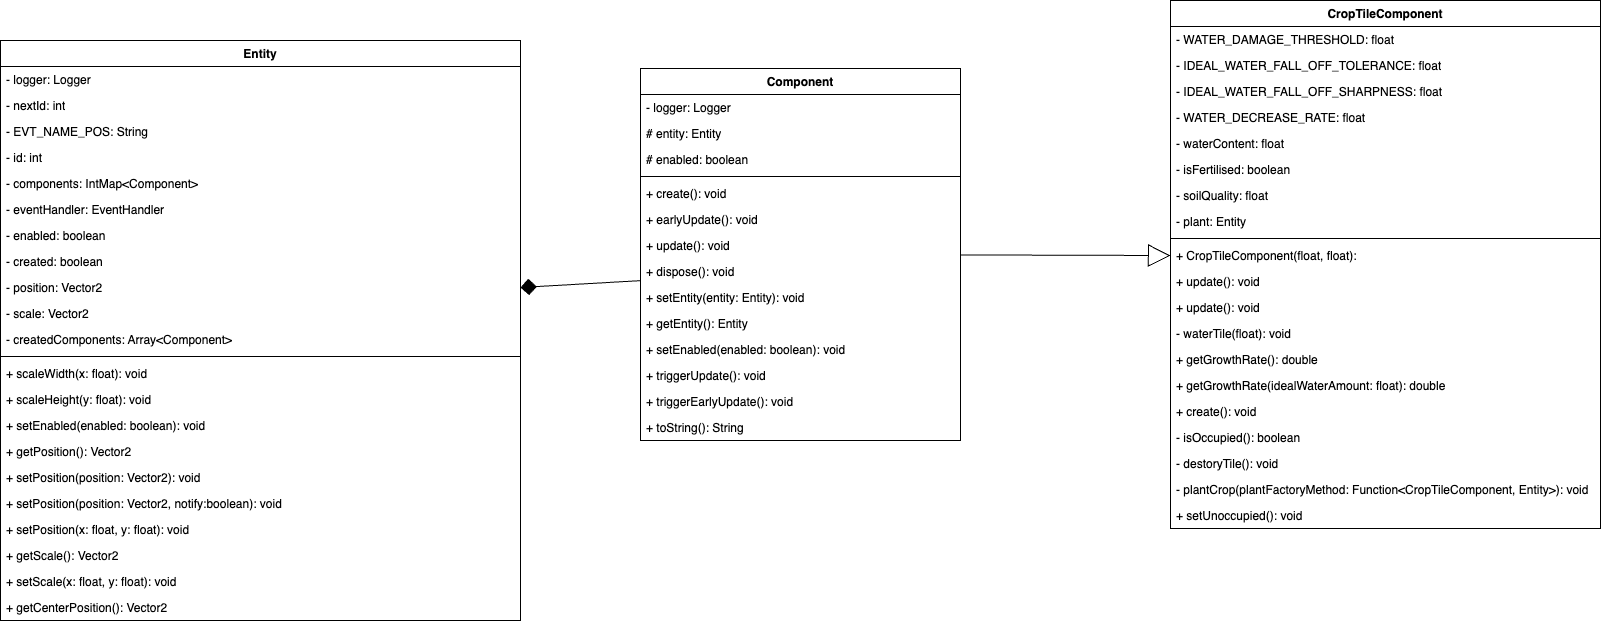 Entity
- logger: Logger
- nextId: int
- EVT_NAME_POS: String
- id: int
- components: IntMap<Component>
- eventHandler: EventHandler
- enabled: boolean
- created: boolean
- position: Vector2
- scale: Vector2
- createdComponents: Array<Component>
+ scaleWidth(x: float): void
+ scaleHeight(y: float): void
+ setEnabled(enabled: boolean): void
+ getPosition(): Vector2
+ setPosition(position: Vector2): void
+ setPosition(position: Vector2, notify:boolean): void
+ setPosition(x: float, y: float): void
+ getScale(): Vector2
+ setScale(x: float, y: float): void
+ getCenterPosition(): Vector2
Component
- logger: Logger
# entity: Entity
# enabled: boolean
+ create(): void
+ earlyUpdate(): void
+ update(): void
+ dispose(): void
+ setEntity(entity: Entity): void
+ getEntity(): Entity
+ setEnabled(enabled: boolean): void
+ triggerUpdate(): void
+ triggerEarlyUpdate(): void
+ toString(): String
CropTileComponent
- WATER_DAMAGE_THRESHOLD: float
- IDEAL_WATER_FALL_OFF_TOLERANCE: float
- IDEAL_WATER_FALL_OFF_SHARPNESS: float
- WATER_DECREASE_RATE: float
- waterContent: float
- isFertilised: boolean
- soilQuality: float
- plant: Entity
+ CropTileComponent(float, float):
+ update(): void
+ update(): void
- waterTile(float): void
+ getGrowthRate(): double
+ getGrowthRate(idealWaterAmount: float): double
+ create(): void
- isOccupied(): boolean
- destoryTile(): void
- plantCrop(plantFactoryMethod: Function<CropTileComponent, Entity>): void
+ setUnoccupied(): void